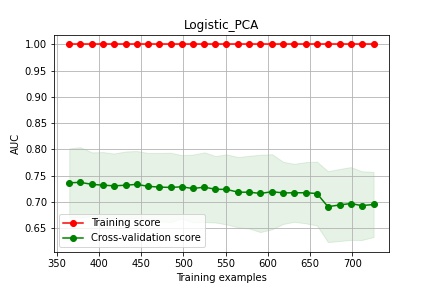 Logistic_PCA
1.00
0.95
0.90
0.85
0.80
0.75
0.70
0.65
AUC
Training score
Cross-validation score
350 400 450 500 550 600 650 700
Training examples